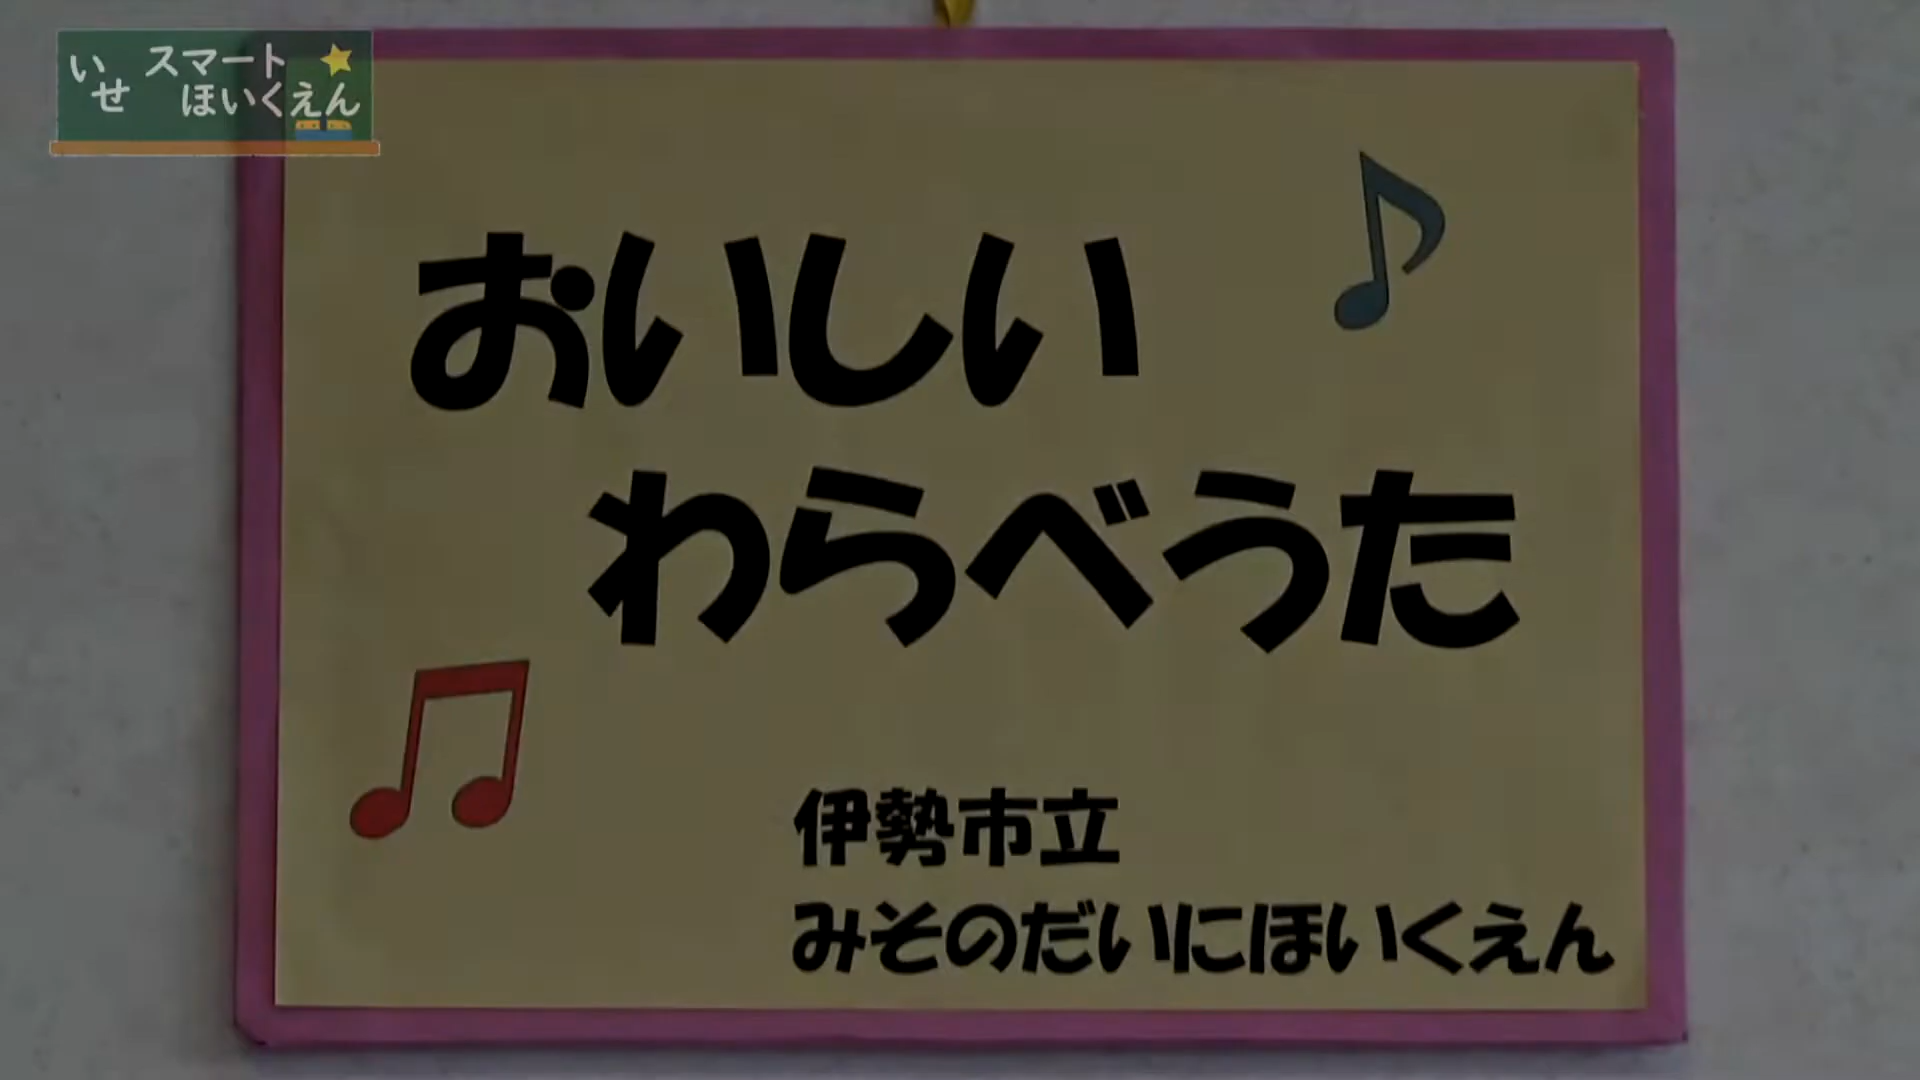 いせ スマート
ほいくえん
おいしい
わらべうた
伊勢市立
みそのだいにほいくえん